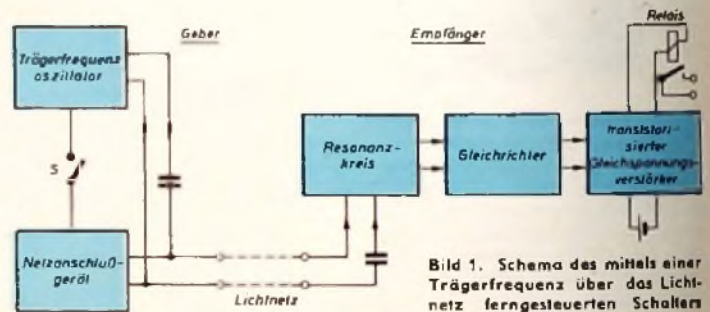 Geber
Empfänger
Relais
Trägerfrequenz
oszillator
S
Netzanschluß-
gerät
Lichtnetz
Resonanz-
kreis
Gleichrichter
transistori-
sierter
Gleichspannungs-
verstärker
Bild 1. Schema des mittels einer
Trägerfrequenz über das Licht-
netz ferngesteuerten Schalters